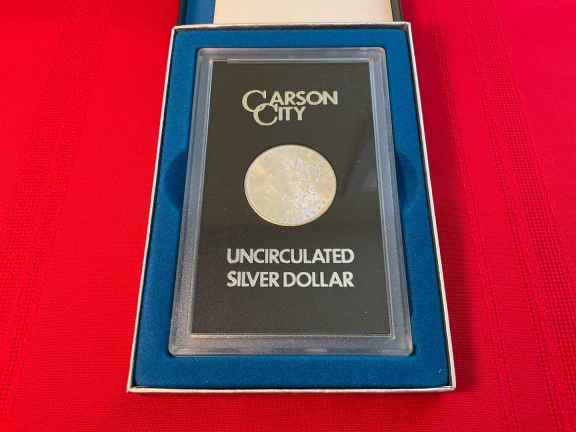 CARSON
CITY
UNCIRCULATED
SILVER DOLLAR